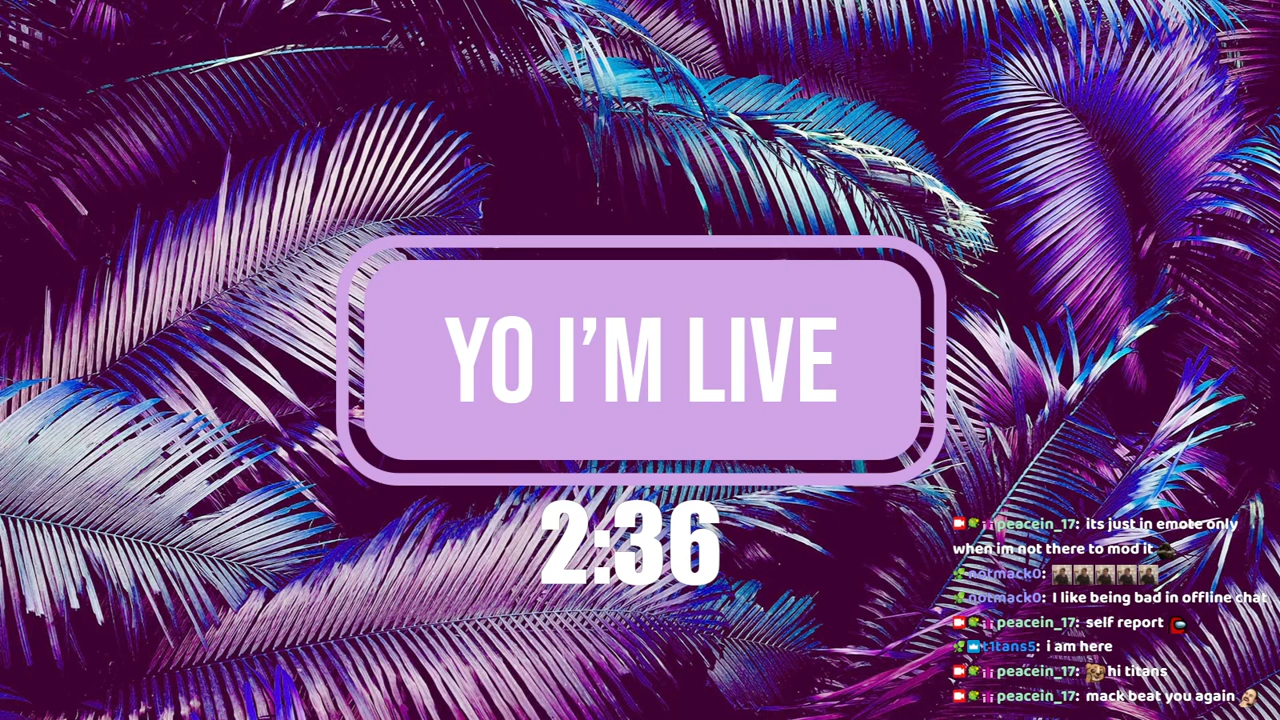 YO I’M LIVE
2:36
peacein_17: its just in emote only
when im not there to mod it
notmack0:
notmack0: I like being bad in offline chat
peacein_17: self report
t1tans5: i am here
peacein_17: hi titans
peacein_17: mack beat you again